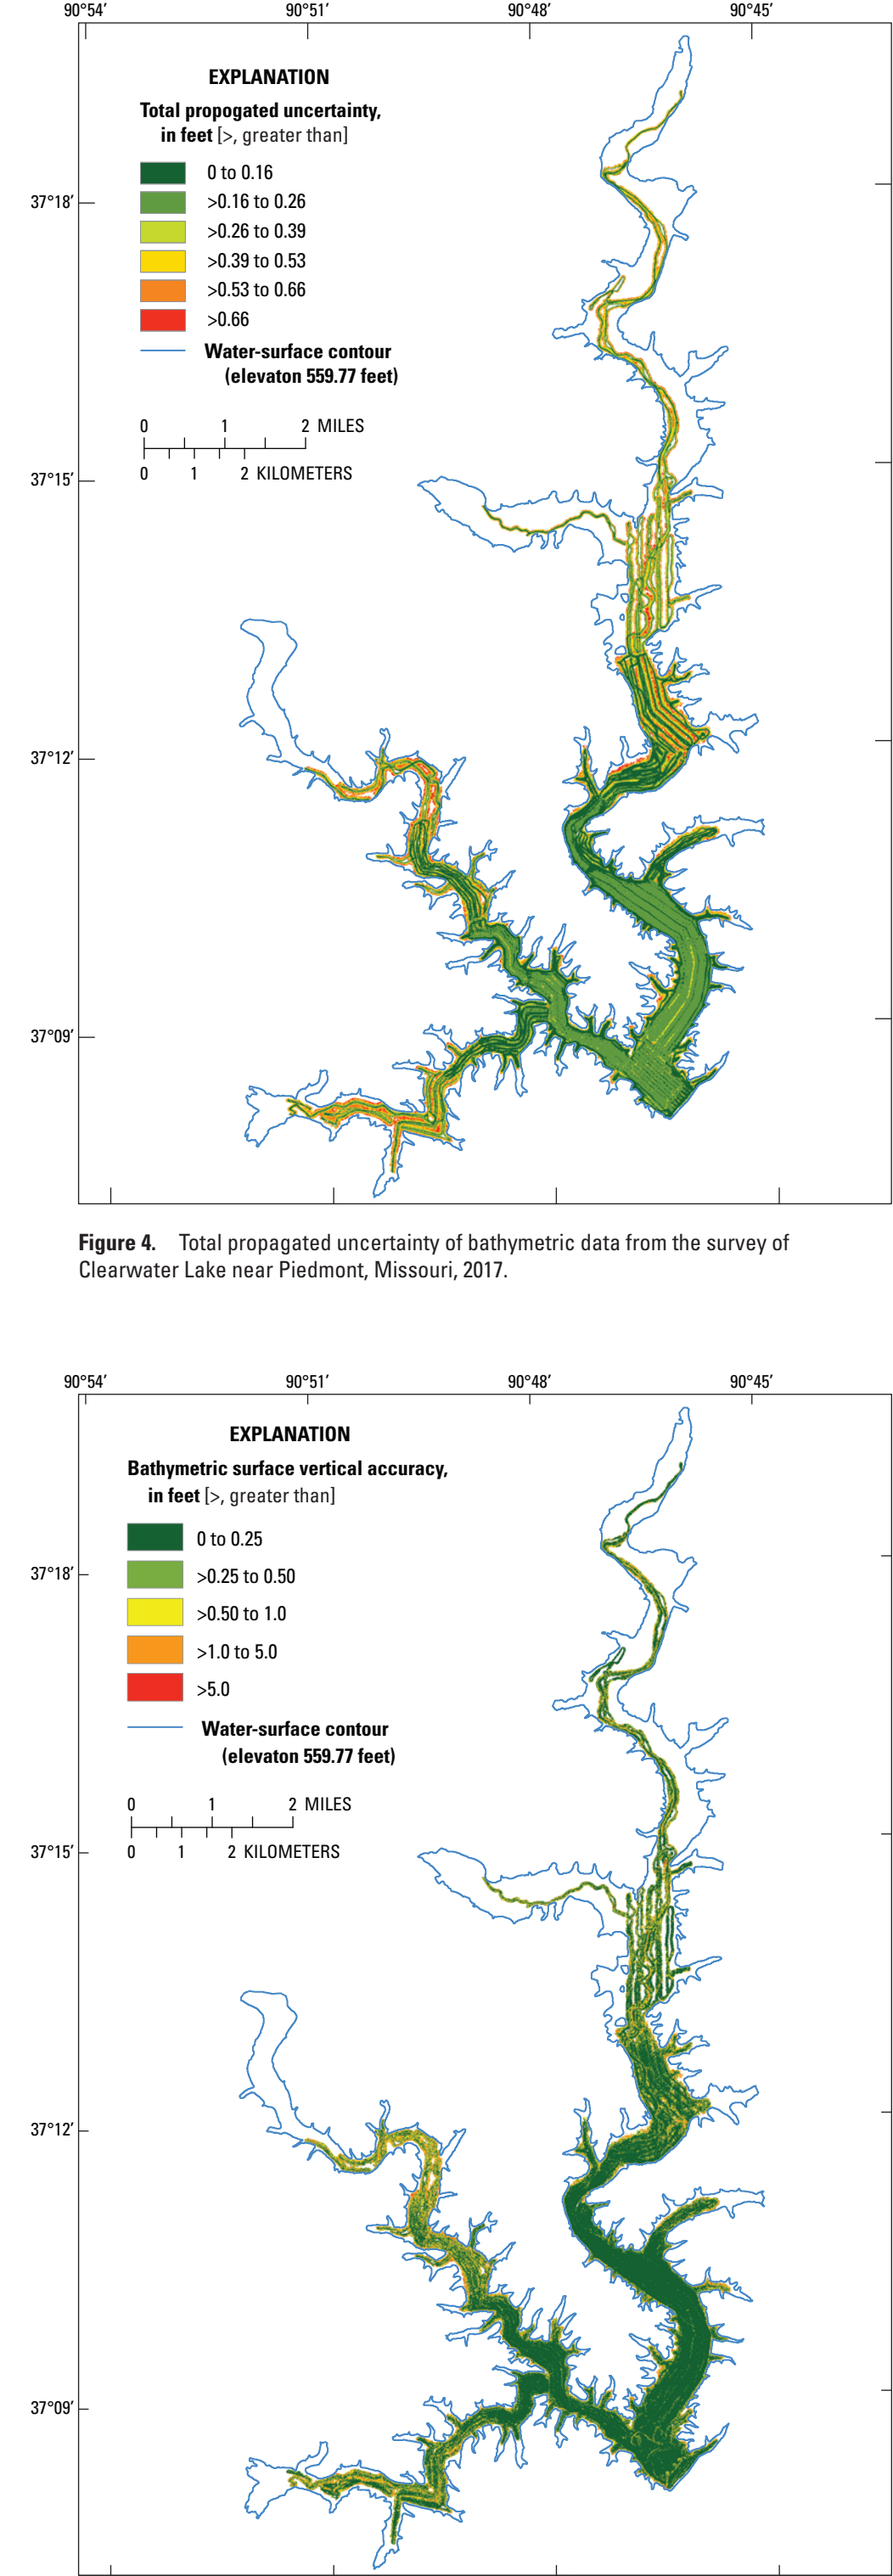 90°54′ 90°51′ 90°48′ 90°45′
EXPLANATION
Total propogated uncertainty,
in feet [>, greater than]
0 to 0.16
>0.16 to 0.26
>0.26 to 0.39
>0.39 to 0.53
>0.53 to 0.66
>0.66
Water-surface contour
(elevaton 559.77 feet)
0 1 2 MILES
0 1 2 KILOMETERS
37°18′
37°15′
37°12′
37°09′
Figure 4. Total propagated uncertainty of bathymetric data from the survey of
Clearwater Lake near Piedmont, Missouri, 2017.
90°54′ 90°51′ 90°48′ 90°45′
EXPLANATION
Bathymetric surface vertical accuracy,
in feet [>, greater than]
0 to 0.25
>0.25 to 0.50
>0.50 to 1.0
>1.0 to 5.0
>5.0
Water-surface contour
(elevaton 559.77 feet)
0 1 2 MILES
0 1 2 KILOMETERS
37°18′
37°15′
37°12′
37°09′